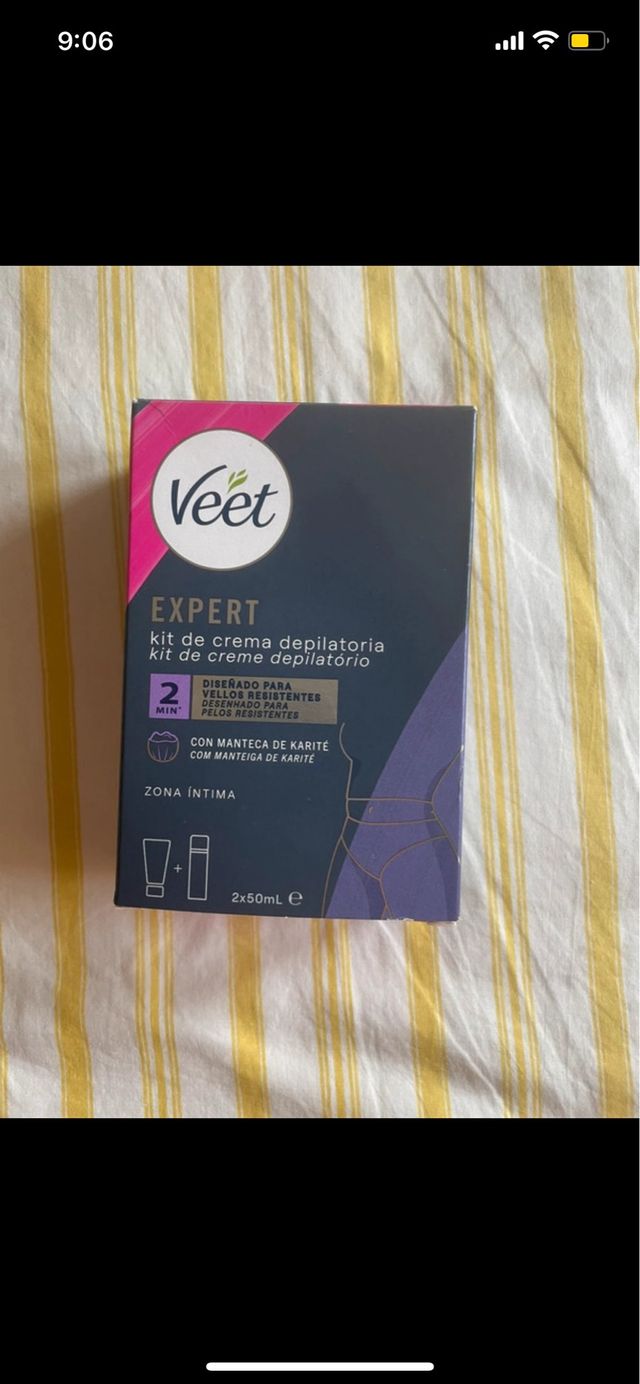 9:06
Veet
EXPERT
kit de crema depilatoria
kit de creme depilatório
2
MIN*
DISEÑADO PARA
VELLOS RESISTENTES
DESENHADO PARA
PELOS RESISTENTES
CON MANTECA DE KARITÉ
COM MANTEIGA DE KARITÉ
ZONA ÍNTIMA
+
2x50mL ℮